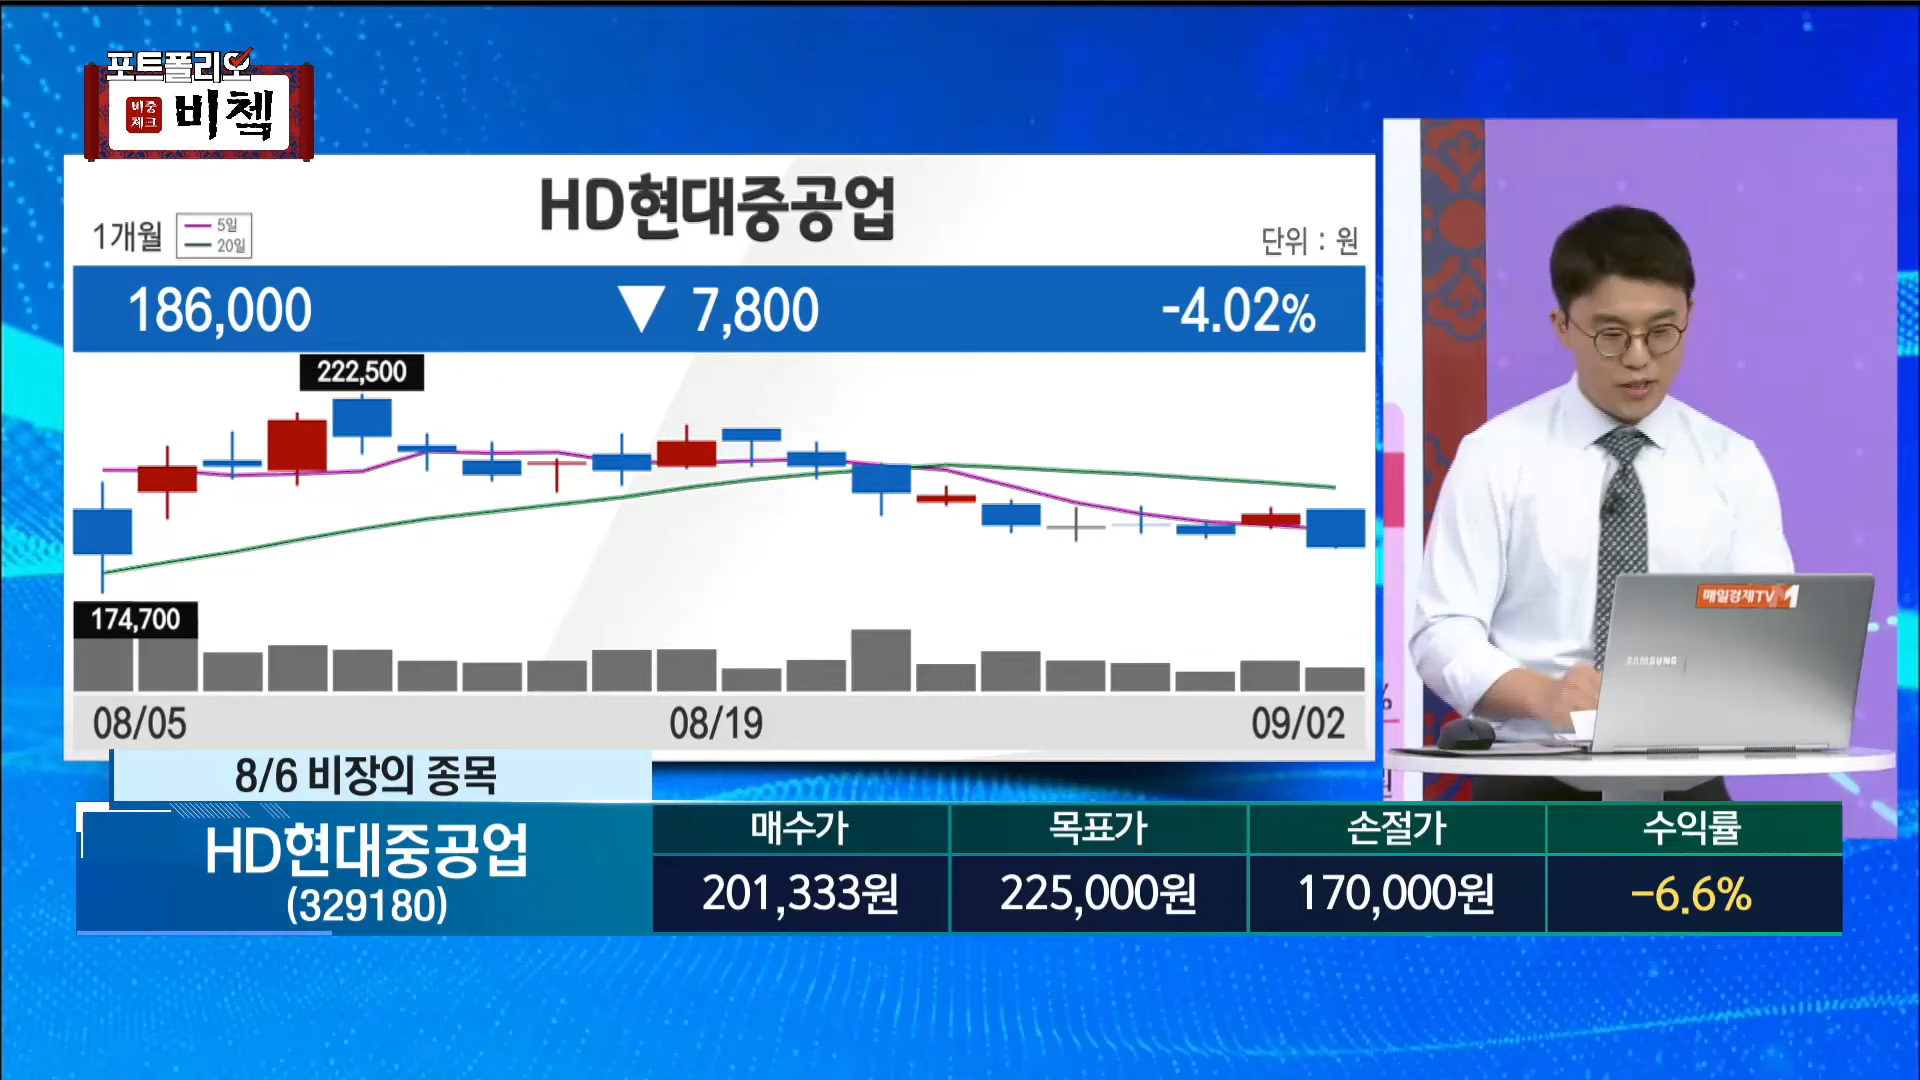 포트폴리오
비중
체크
비첵
HD현대중공업
1개월
5일
20일
단위 : 원
186,000 ▼ 7,800 -4.02%
222,500
174,700
08/05 08/19 09/02
매일경제TV
SAMSUNG
%
원
8/6 비장의 종목
HD현대중공업
(329180)
매수가 목표가 손절가 수익률
201,333원 225,000원 170,000원 -6.6%